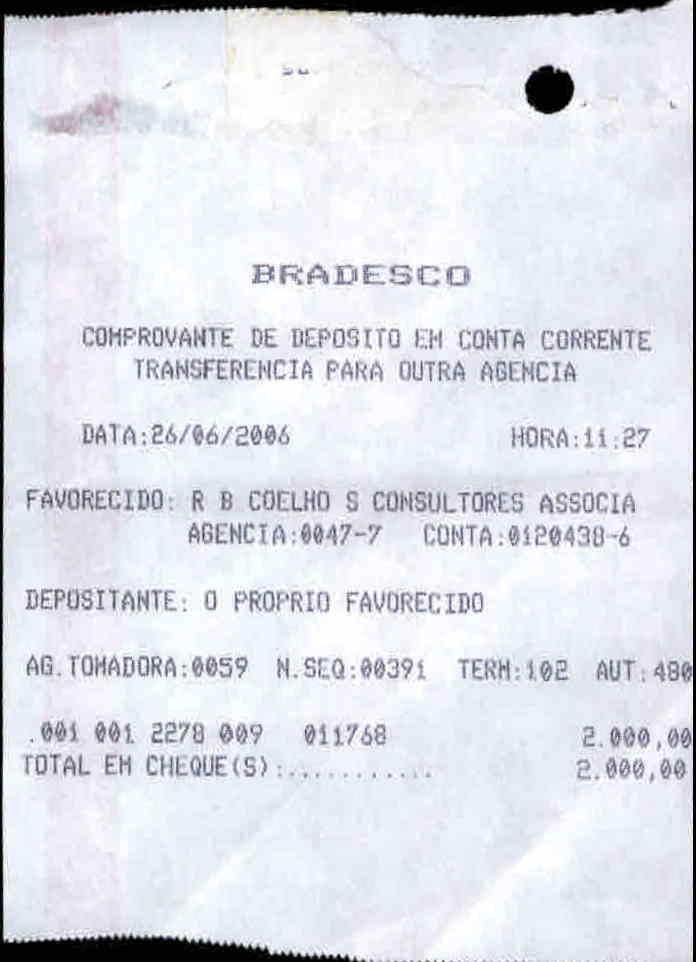 BRADESCO
COMPROVANTE DE DEPOSITO EM CONTA CORRENTE
TRANSFERENCIA PARA OUTRA AGENCIA
DATA:26/06/2006 HORA:11:27
FAVORECIDO: R B COELHO S CONSULTORES ASSOCIA
AGENCIA:0047-7 CONTA:0120438-6
DEPOSITANTE: O PROPRIO FAVORECIDO
AG.TOMADORA:0059 N.SEQ:00391 TERM:102 AUT:480
.001 001 2278 009 011768 2.000,00
TOTAL EM CHEQUE(S):............ 2.000,00